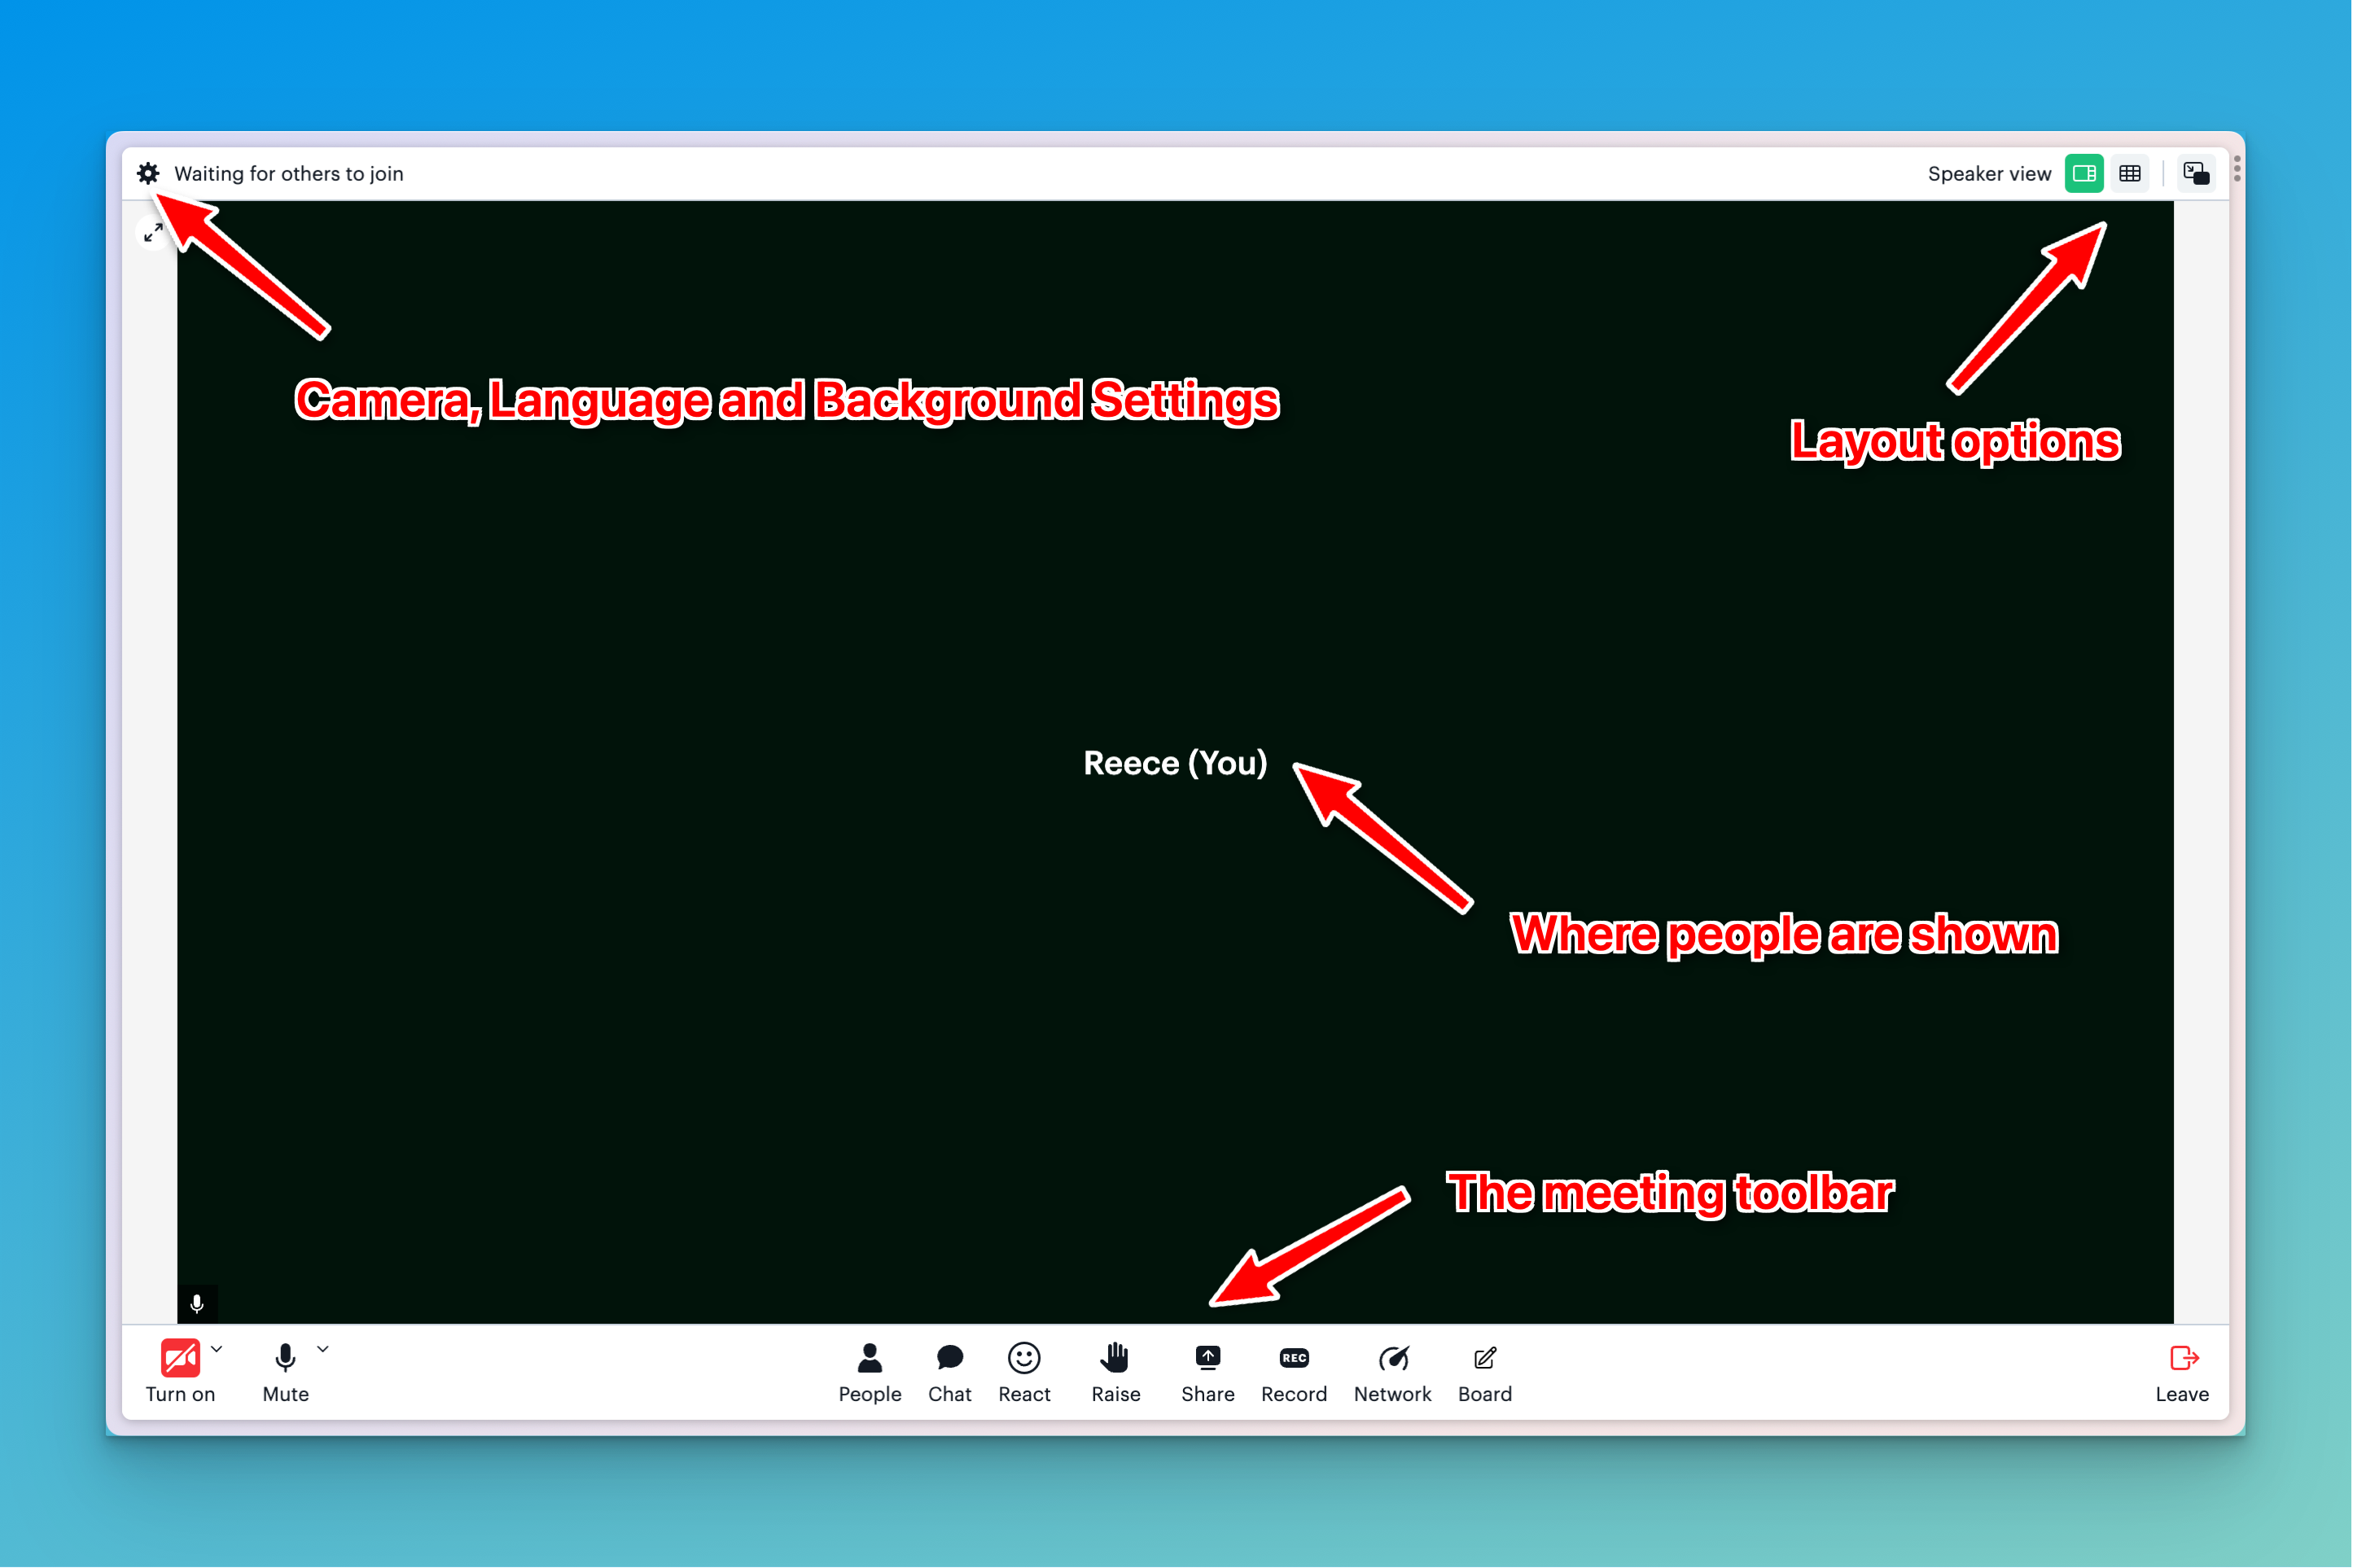 Waiting for others to join
Speaker view
Camera, Language and Background Settings
Layout options
Reece (You)
Where people are shown
The meeting toolbar
REC
Turn on
Mute
People
Chat
React
Raise
Share
Record
Network
Board
Leave